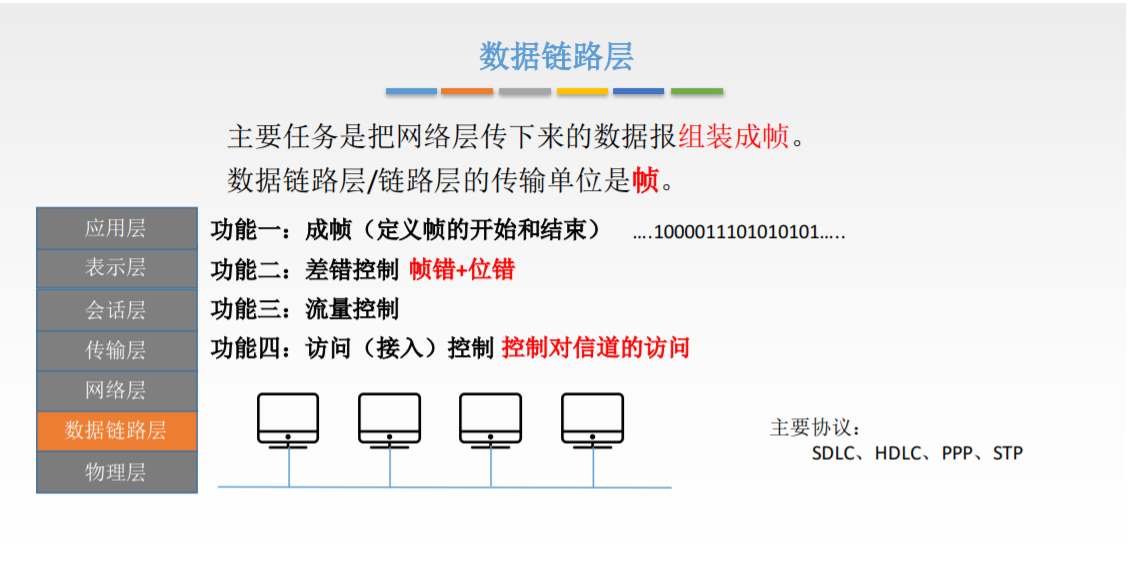 数据链路层
主要任务是把网络层传下来的数据报组装成帧。
数据链路层/链路层的传输单位是帧。
应用层
表示层
会话层
传输层
网络层
数据链路层
物理层
功能一：成帧（定义帧的开始和结束） ….1000011101010101…..
功能二：差错控制 帧错+位错
功能三：流量控制
功能四：访问（接入）控制 控制对信道的访问
主要协议：
SDLC、HDLC、PPP、STP